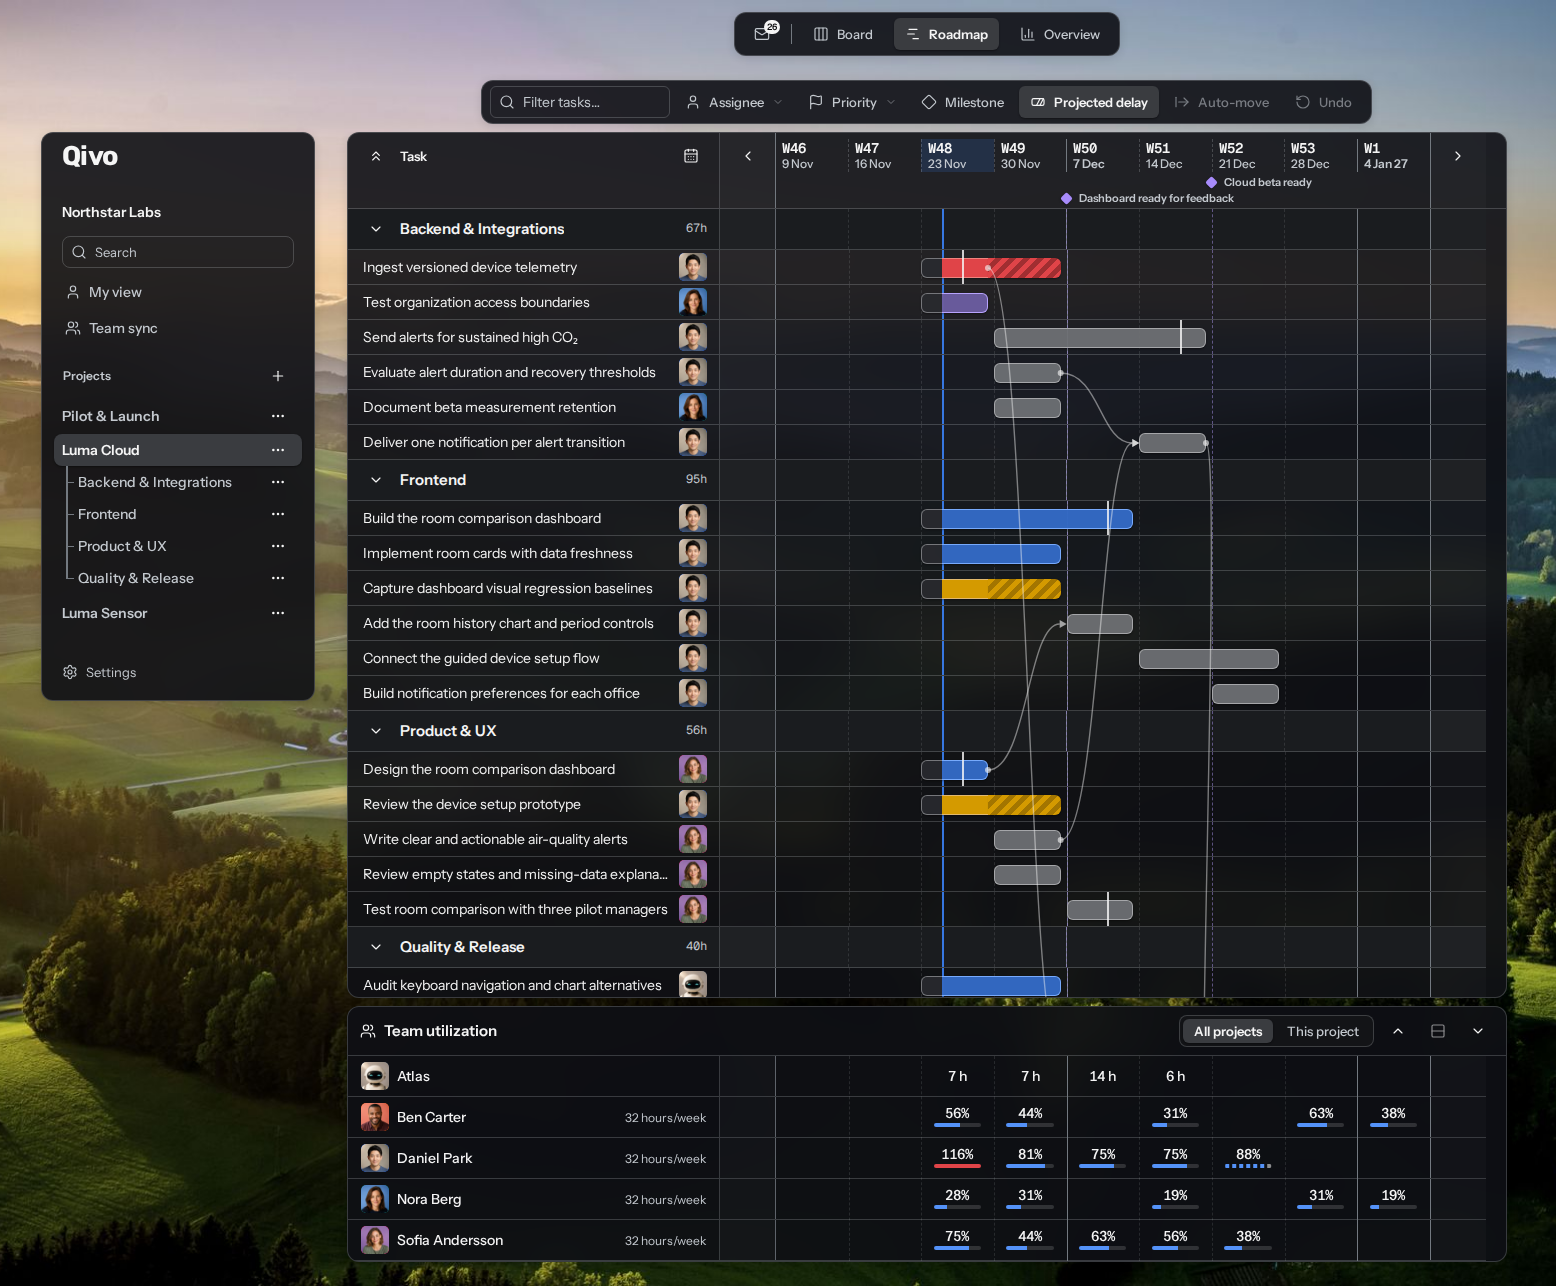 26
Board
Roadmap
Overview
Filter tasks...
Assignee
Priority
Milestone
Projected delay
Auto-move
Undo
Qivo
Northstar Labs
Search
My view
Team sync
Projects
Pilot & Launch
Luma Cloud
Backend & Integrations
Frontend
Product & UX
Quality & Release
Luma Sensor
Settings
Task
W46 W47 W48 W49 W50 W51 W52 W53 W1
9 Nov 16 Nov 23 Nov 30 Nov 7 Dec 14 Dec 21 Dec 28 Dec 4 Jan 27
Cloud beta ready
Dashboard ready for feedback
Backend & Integrations 67h
Ingest versioned device telemetry
Test organization access boundaries
Send alerts for sustained high CO₂
Evaluate alert duration and recovery thresholds
Document beta measurement retention
Deliver one notification per alert transition
Frontend 95h
Build the room comparison dashboard
Implement room cards with data freshness
Capture dashboard visual regression baselines
Add the room history chart and period controls
Connect the guided device setup flow
Build notification preferences for each office
Product & UX 56h
Design the room comparison dashboard
Review the device setup prototype
Write clear and actionable air-quality alerts
Review empty states and missing-data explana...
Test room comparison with three pilot managers
Quality & Release 40h
Audit keyboard navigation and chart alternatives
Team utilization All projects This project
Atlas 7 h 7 h 14 h 6 h
Ben Carter 32 hours/week 56% 44% 31% 63% 38%
Daniel Park 32 hours/week 116% 81% 75% 75% 88%
Nora Berg 32 hours/week 28% 31% 19% 31% 19%
Sofia Andersson 32 hours/week 75% 44% 63% 56% 38%